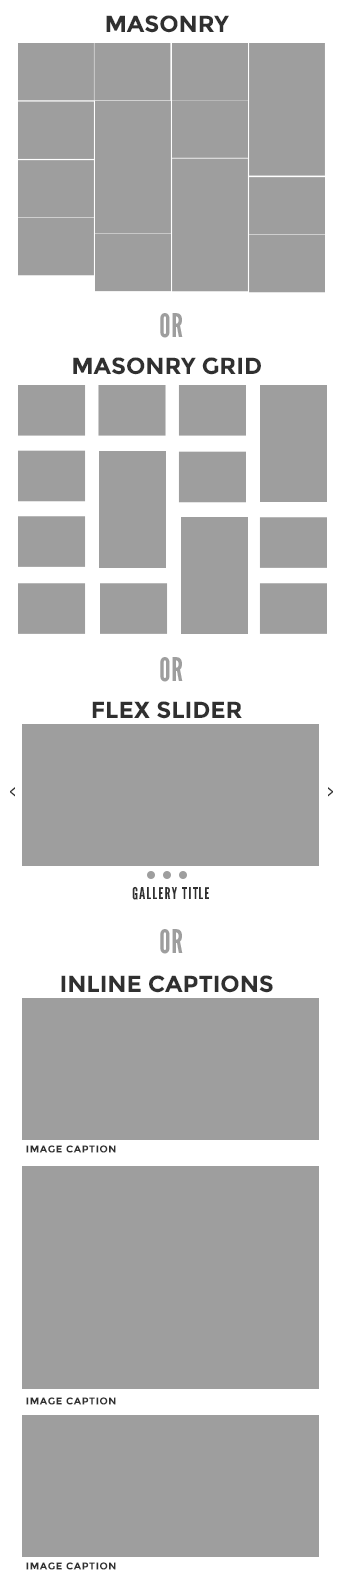 MASONRY
OR
MASONRY GRID
OR
FLEX SLIDER
<
>
GALLERY TITLE
OR
INLINE CAPTIONS
IMAGE CAPTION
IMAGE CAPTION
IMAGE CAPTION